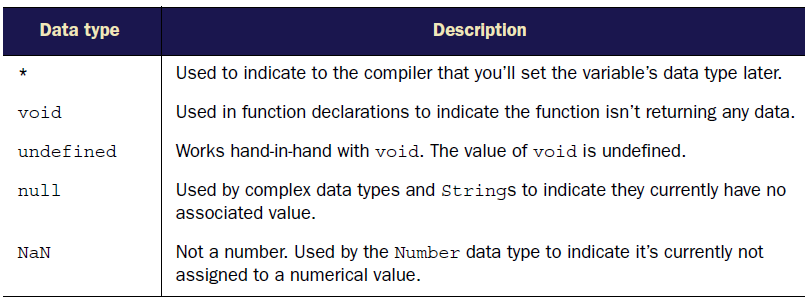 Data type Description
* Used to indicate to the compiler that you'll set the variable's data type later.
void Used in function declarations to indicate the function isn't returning any data.
undefined Works hand-in-hand with void. The value of void is undefined.
null Used by complex data types and Strings to indicate they currently have no
associated value.
NaN Not a number. Used by the Number data type to indicate it's currently not
assigned to a numerical value.